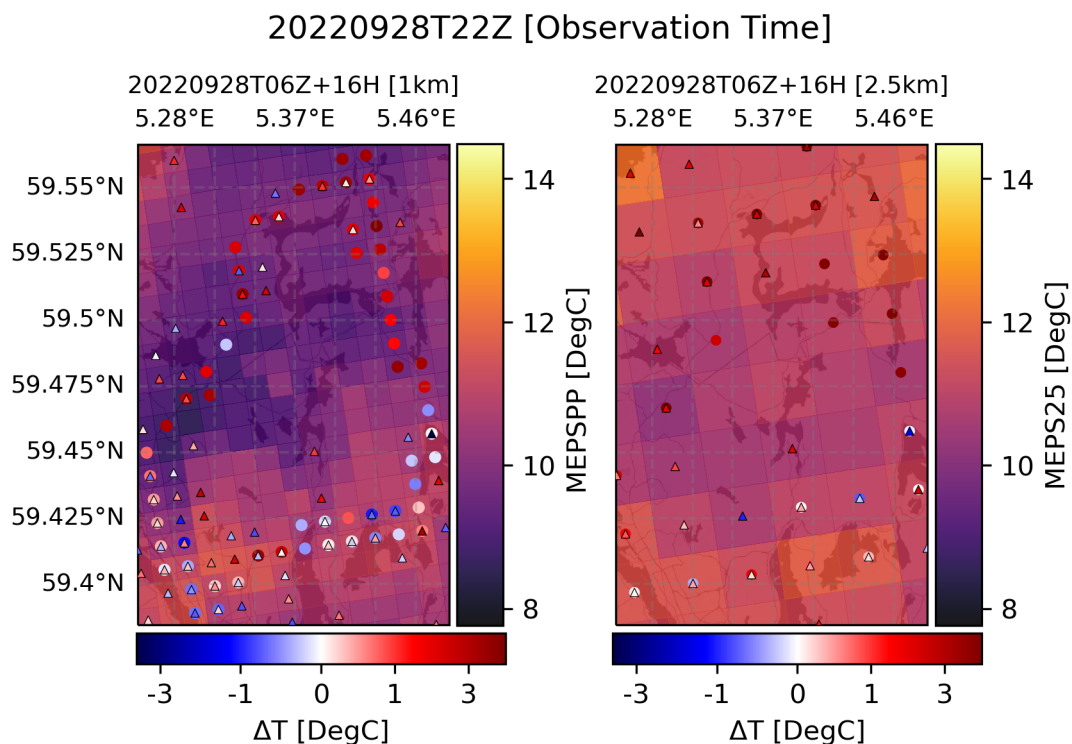 20220928T22Z [Observation Time]
20220928T06Z+16H [1km]
20220928T06Z+16H [2.5km]
5.28°E 5.37°E 5.46°E
5.28°E 5.37°E 5.46°E
59.55°N
59.525°N
59.5°N
59.475°N
59.45°N
59.425°N
59.4°N
14
12
10
8
MEPSPP [DegC]
14
12
10
8
MEPS25 [DegC]
-3 -1 0 1 3
ΔT [DegC]
-3 -1 0 1 3
ΔT [DegC]